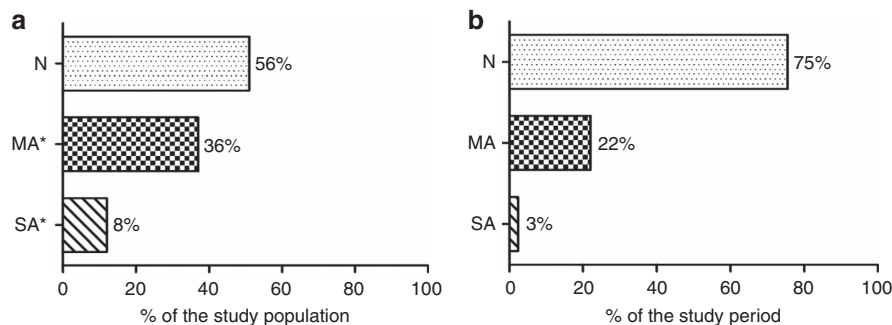 a
N
56%
MA*
36%
SA*
8%
0 20 40 60 80 100
% of the study population
b
N
75%
MA
22%
SA
3%
0 20 40 60 80 100
% of the study period